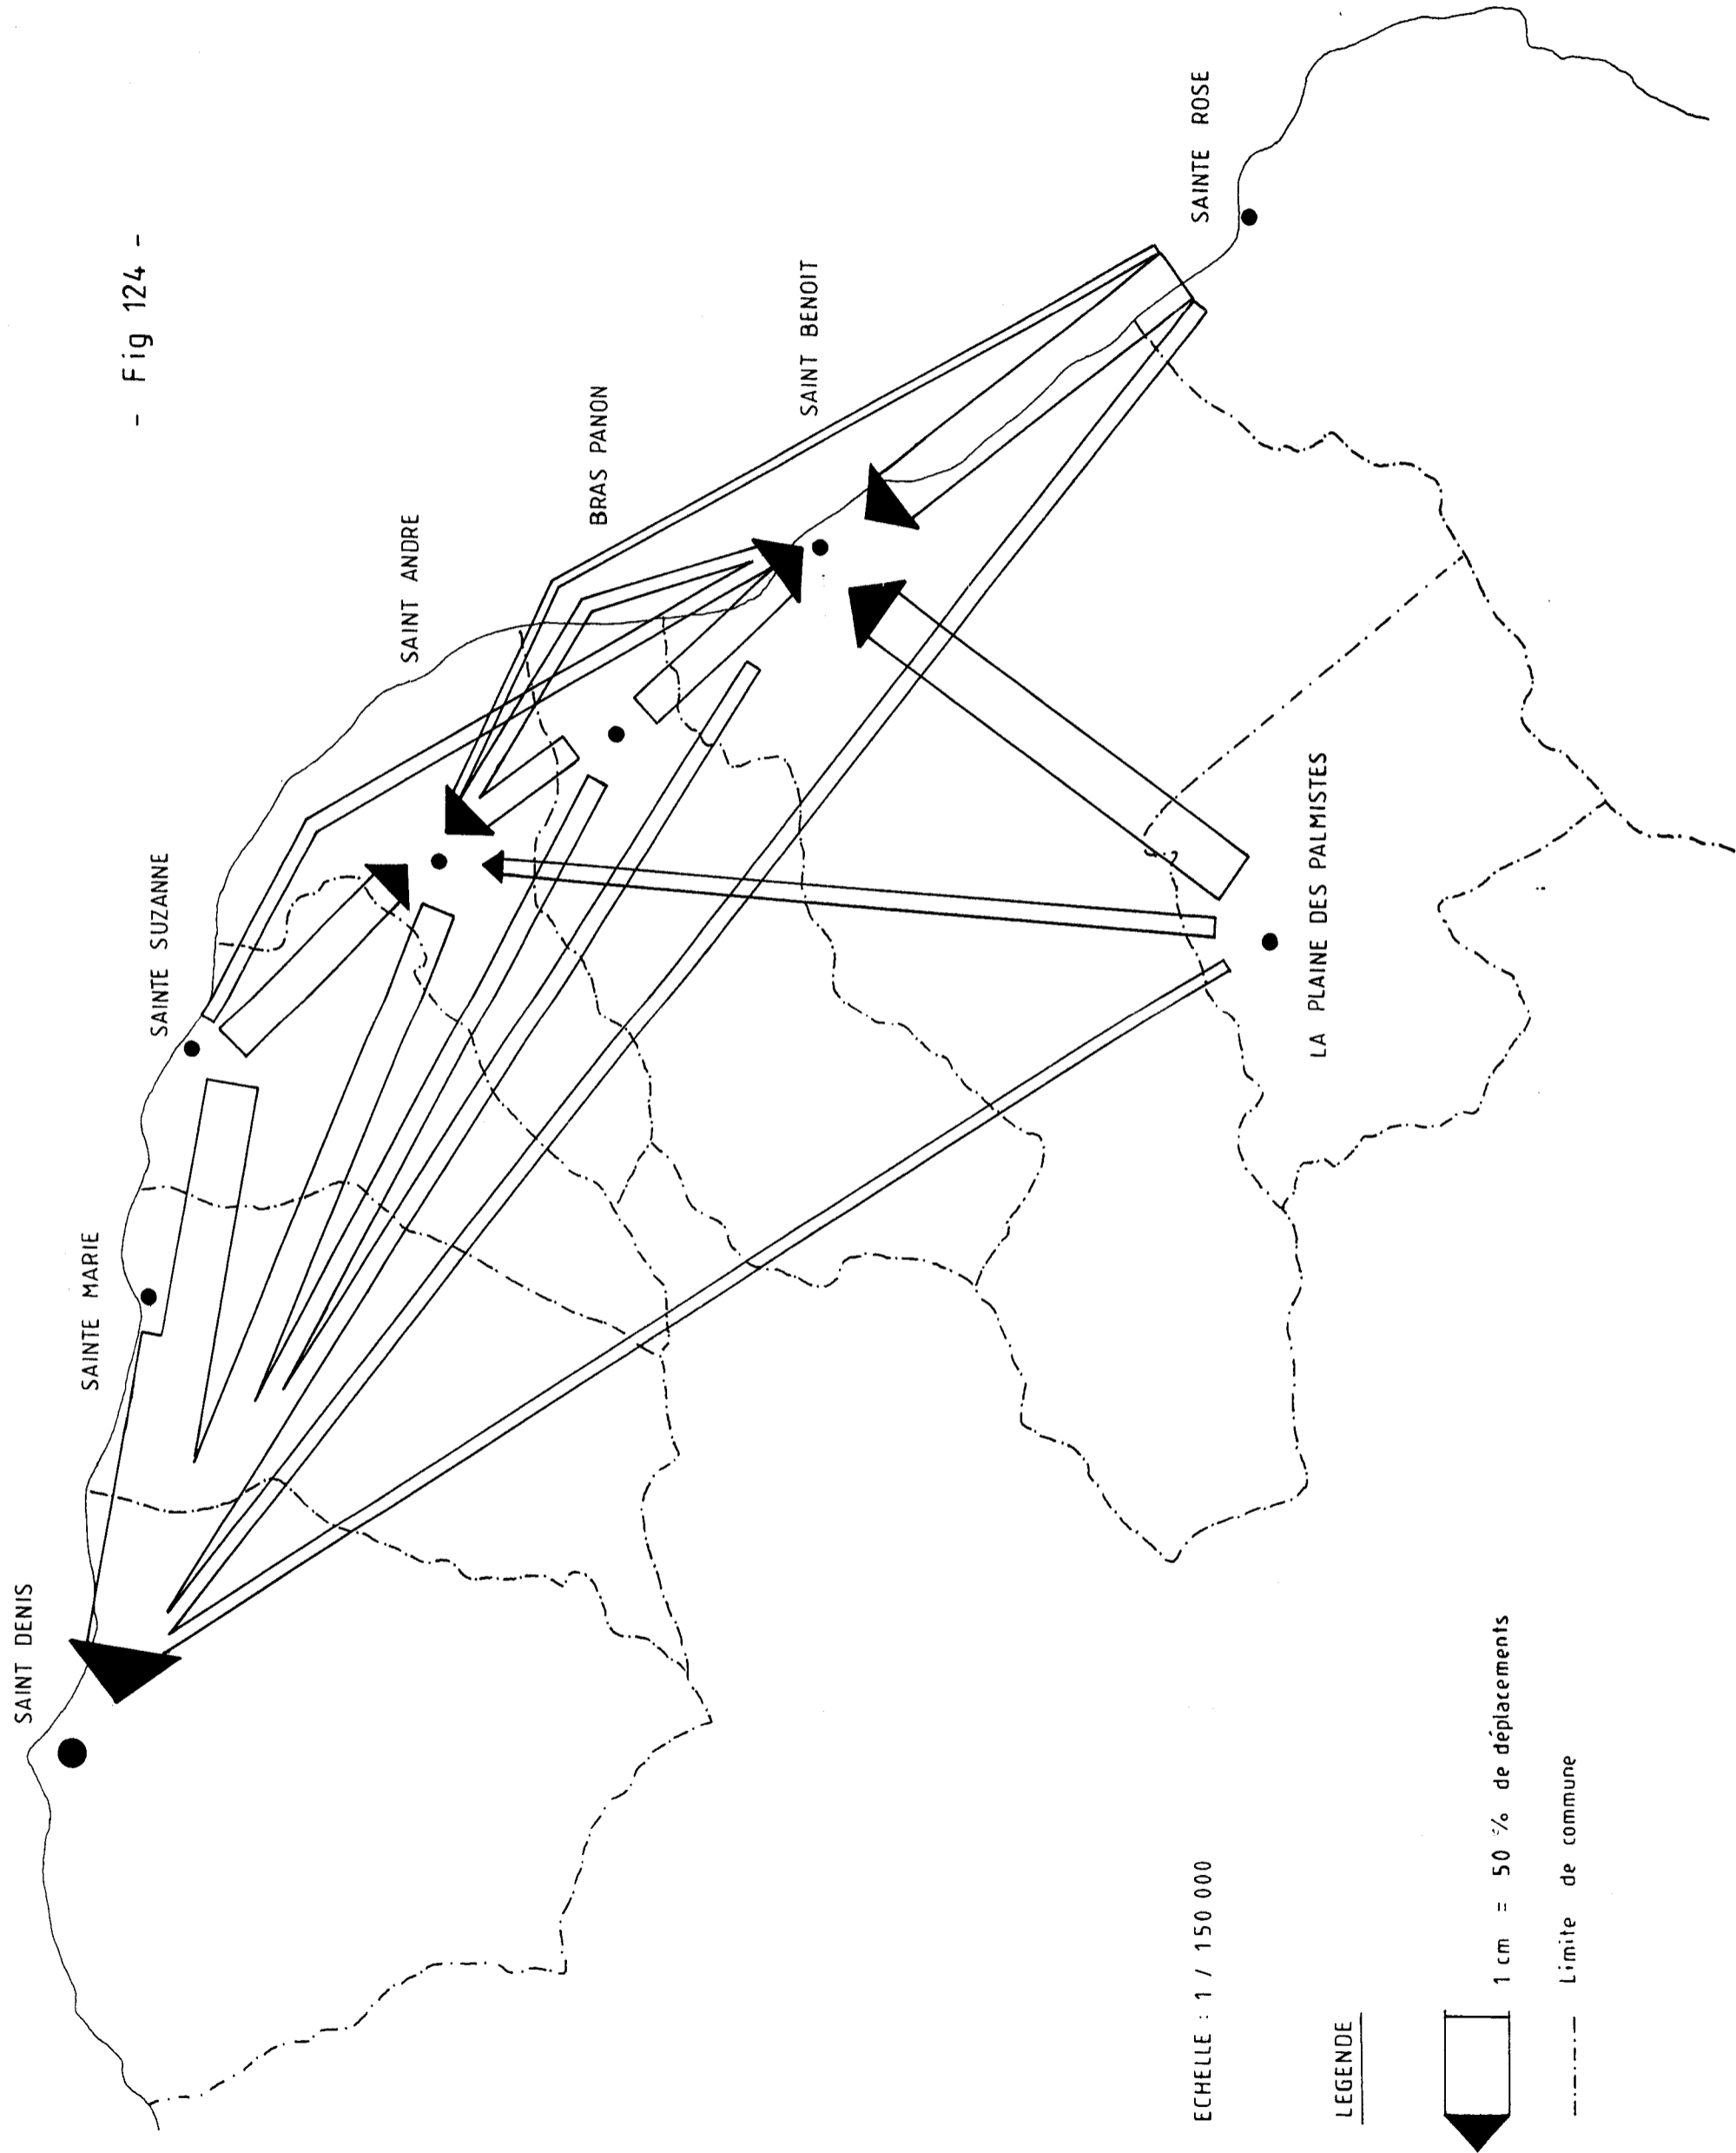 - Fig 124 -
SAINT DENIS
SAINTE MARIE
SAINTE SUZANNE
SAINT ANDRE
BRAS PANON
SAINT BENOIT
SAINTE ROSE
LA PLAINE DES PALMISTES
ECHELLE : 1 / 150 000
LEGENDE
1 cm = 50 % de déplacements
Limite de commune